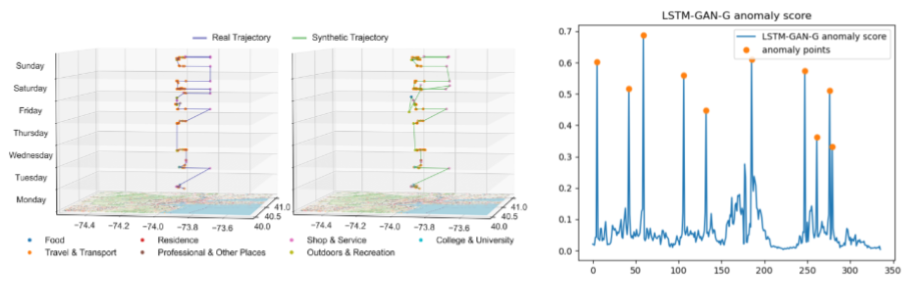 Real Trajectory
Synthetic Trajectory
Sunday
Saturday
Friday
Thursday
Wednesday
Tuesday
Monday
−74.4 −74.2 −74.0 −73.8 −73.6 40.0 40.5 41.0
−74.4 −74.2 −74.0 −73.8 −73.6 40.0 40.5 41.0
Food Residence Shop & Service College & University
Travel & Transport Professional & Other Places Outdoors & Recreation
LSTM-GAN-G anomaly score
LSTM-GAN-G anomaly score
anomaly points
0.7
0.6
0.5
0.4
0.3
0.2
0.1
0.0
0 50 100 150 200 250 300 350